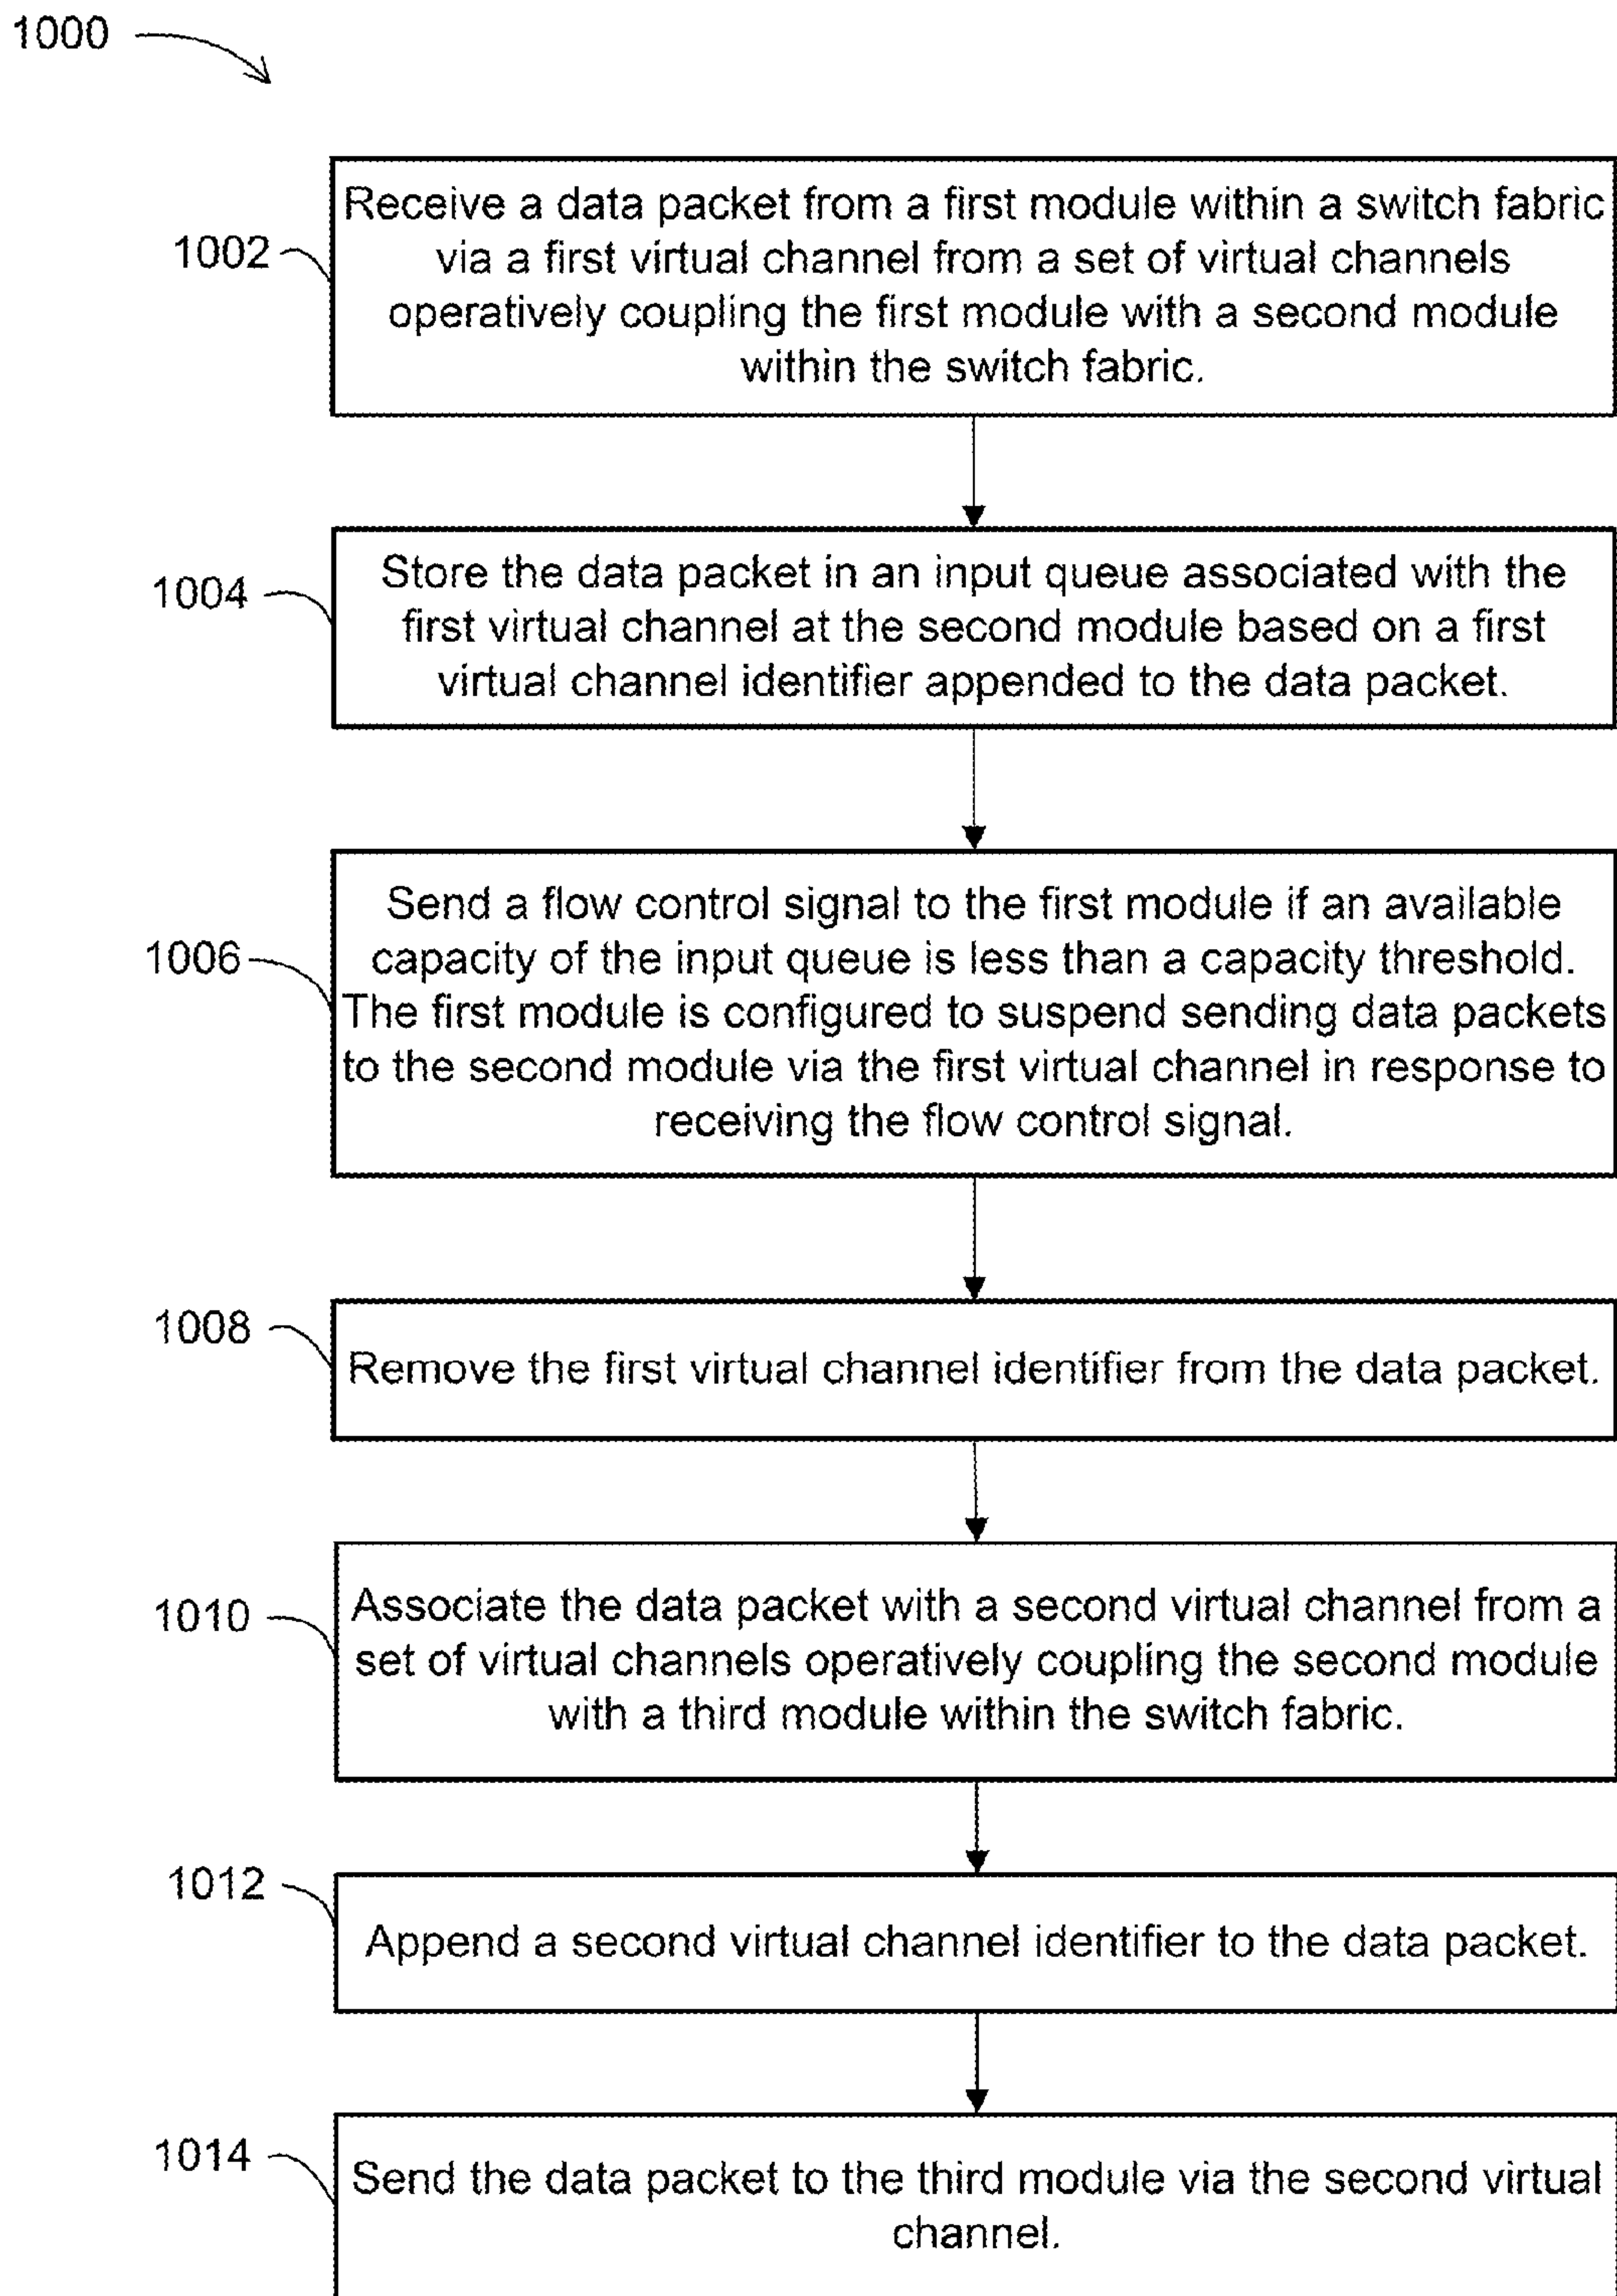 1000
1002
Receive a data packet from a first module within a switch fabric
via a first virtual channel from a set of virtual channels
operatively coupling the first module with a second module
within the switch fabric.
1004
Store the data packet in an input queue associated with the
first virtual channel at the second module based on a first
virtual channel identifier appended to the data packet.
1006
Send a flow control signal to the first module if an available
capacity of the input queue is less than a capacity threshold.
The first module is configured to suspend sending data packets
to the second module via the first virtual channel in response to
receiving the flow control signal.
1008
Remove the first virtual channel identifier from the data packet.
1010
Associate the data packet with a second virtual channel from a
set of virtual channels operatively coupling the second module
with a third module within the switch fabric.
1012
Append a second virtual channel identifier to the data packet.
1014
Send the data packet to the third module via the second virtual
channel.